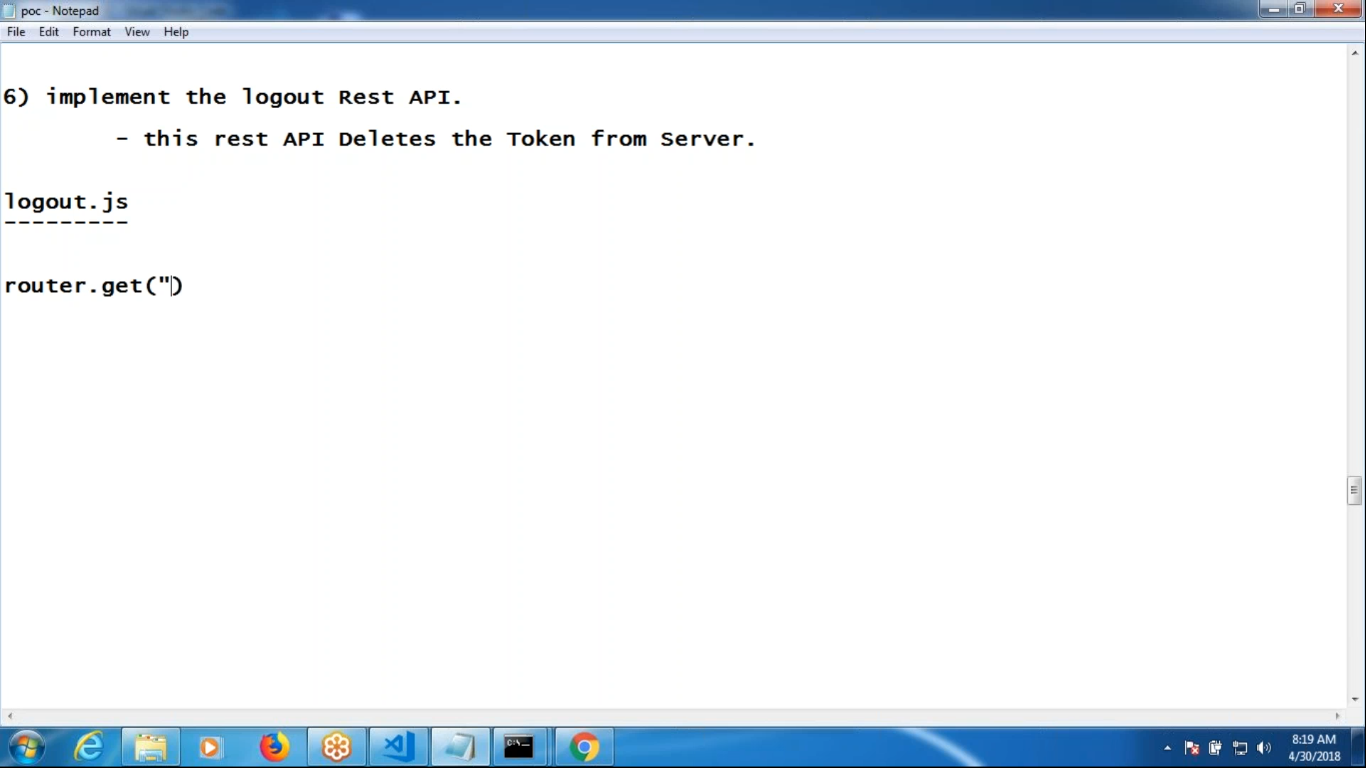 poc - Notepad
File Edit Format View Help
6) implement the logout Rest API.
- this rest API Deletes the Token from Server.
logout.js
---------
router.get(")
8:19 AM
4/30/2018